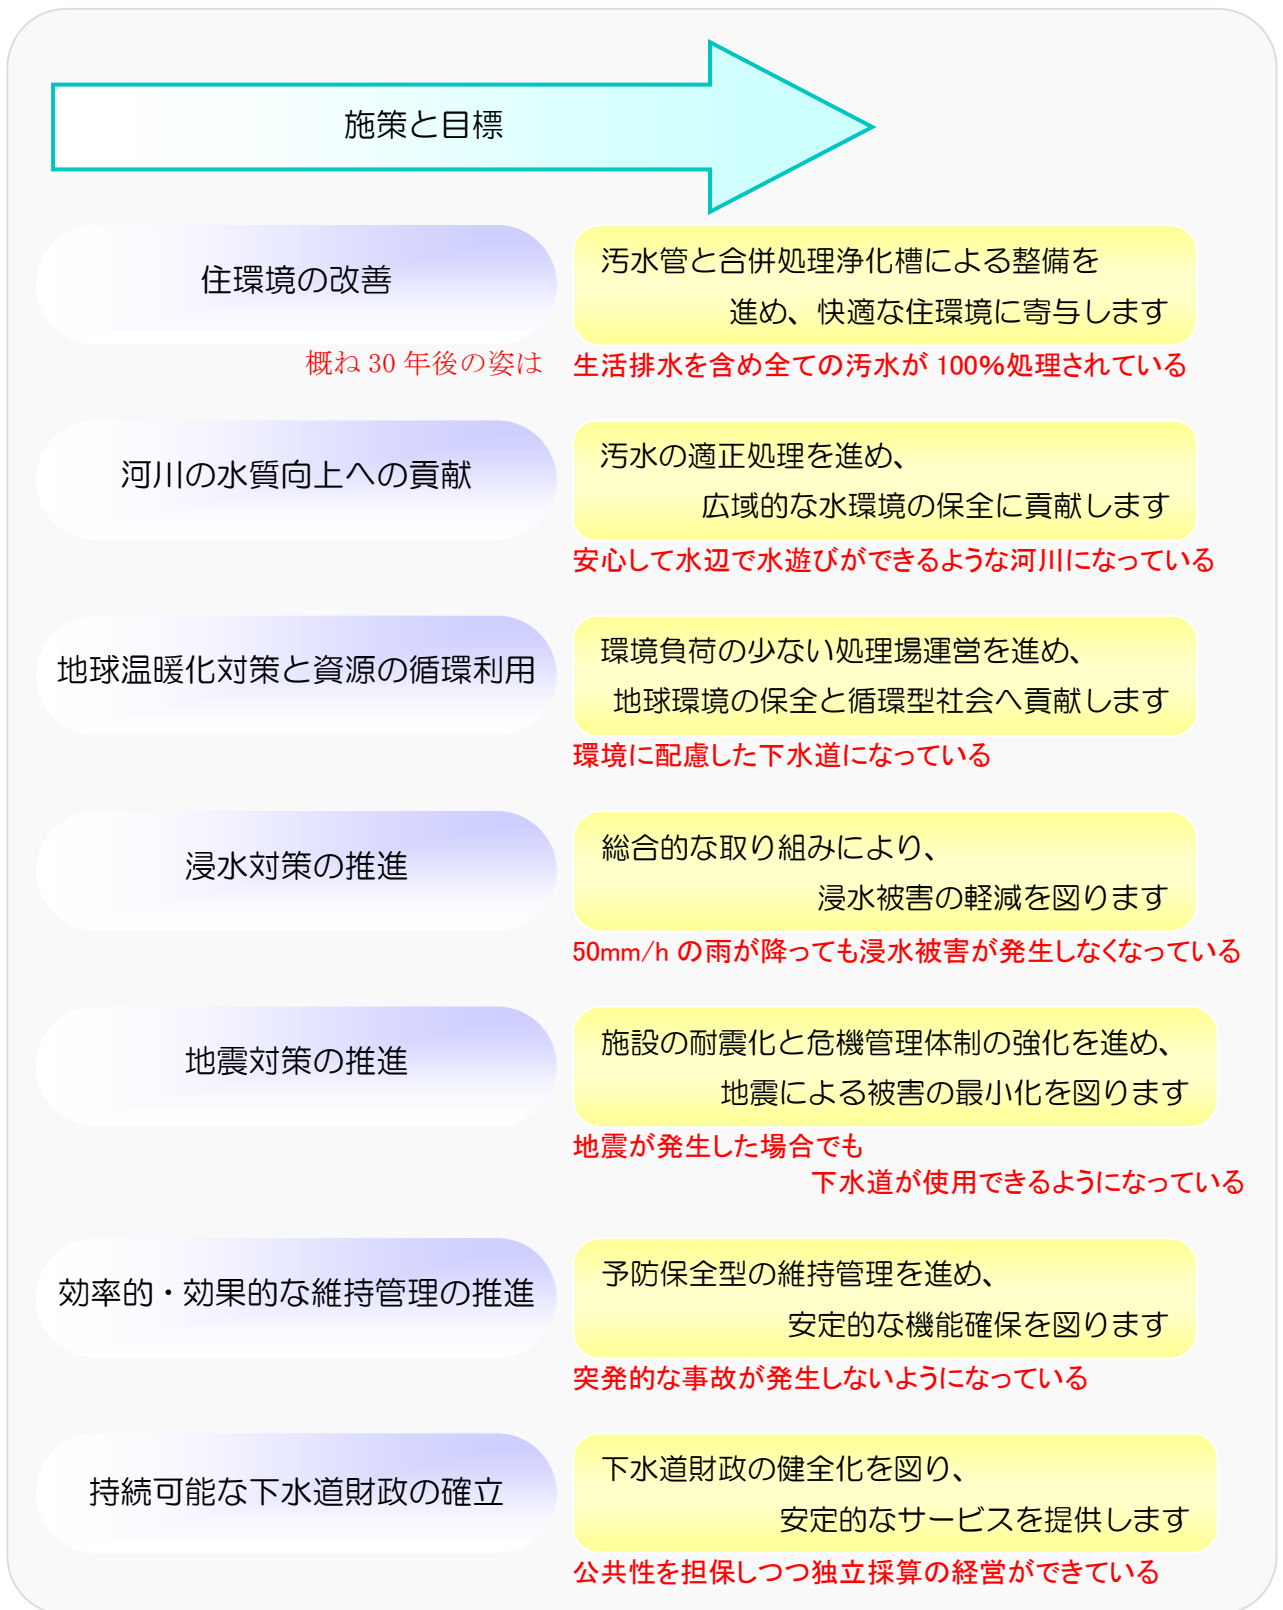 施策と目標
住環境の改善
汚水管と合併処理浄化槽による整備を
進め、快適な住環境に寄与します
概ね 30 年後の姿は
生活排水を含め全ての汚水が 100%処理されている
河川の水質向上への貢献
汚水の適正処理を進め、
広域的な水環境の保全に貢献します
安心して水辺で水遊びができるような河川になっている
地球温暖化対策と資源の循環利用
環境負荷の少ない処理場運営を進め、
地球環境の保全と循環型社会へ貢献します
環境に配慮した下水道になっている
浸水対策の推進
総合的な取り組みにより、
浸水被害の軽減を図ります
50mm/h の雨が降っても浸水被害が発生しなくなっている
地震対策の推進
施設の耐震化と危機管理体制の強化を進め、
地震による被害の最小化を図ります
地震が発生した場合でも
下水道が使用できるようになっている
効率的・効果的な維持管理の推進
予防保全型の維持管理を進め、
安定的な機能確保を図ります
突発的な事故が発生しないようになっている
持続可能な下水道財政の確立
下水道財政の健全化を図り、
安定的なサービスを提供します
公共性を担保しつつ独立採算の経営ができている